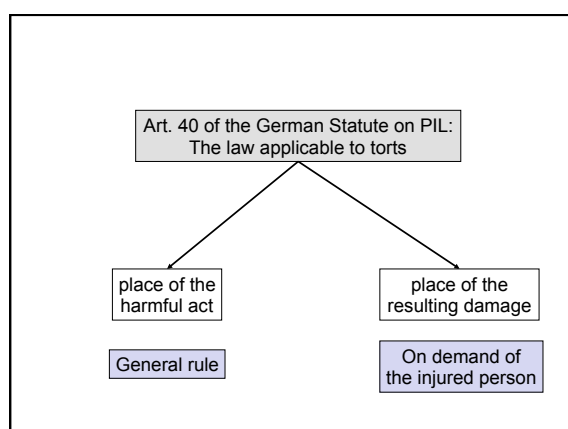 Art. 40 of the German Statute on PIL:
The law applicable to torts
place of the
harmful act
place of the
resulting damage
General rule
On demand of
the injured person